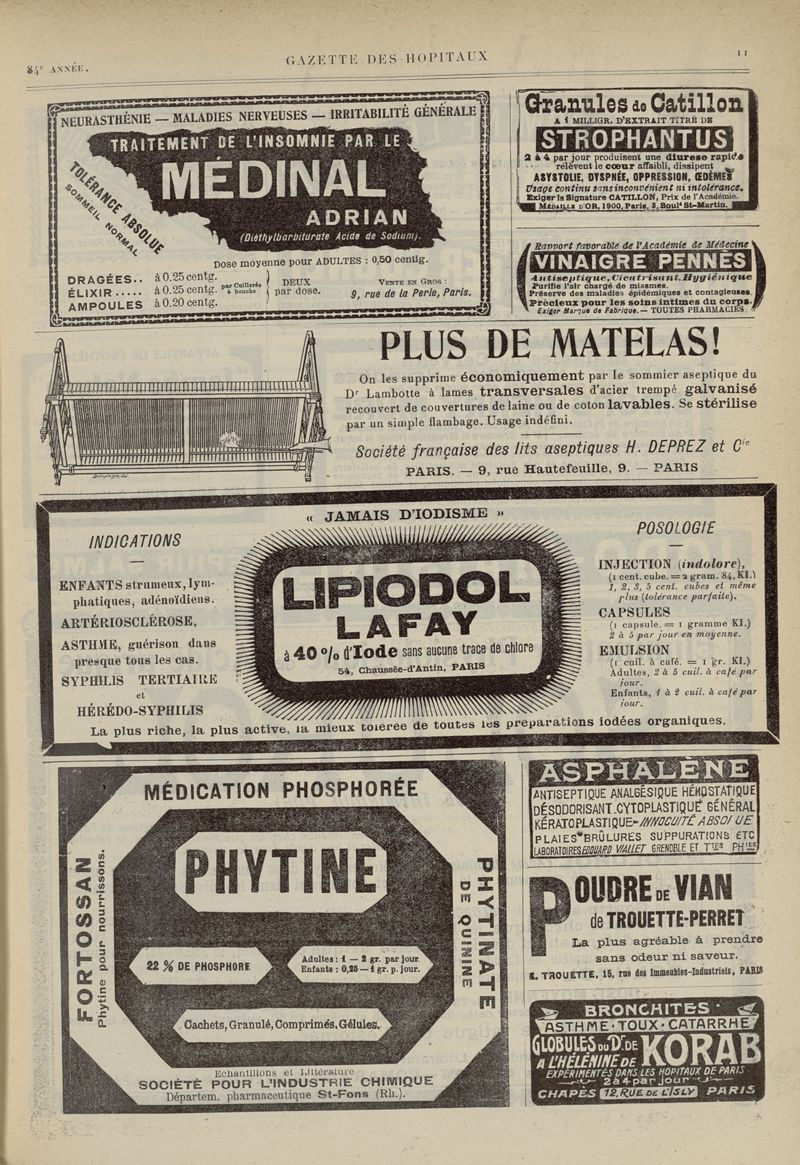 84e ANNÉE.
GAZETTE DES HOPITAUX
11
NEURASTHÉNIE — MALADIES NERVEUSES — IRRITABILITÉ GÉNÉRALE
TRAITEMENT DE L'INSOMNIE PAR LE
MÉDINAL
ADRIAN
(Diéthylbarbiturate Acide de Sodium).
TOLÉRANCE ABSOLUE
SOMMEIL NORMAL
Dose moyenne pour ADULTES : 0,50 centig.
DRAGÉES.. à 0.25 centg.
ÉLIXIR..... à 0.25 centg. par Cuillerée à bouche
AMPOULES à 0.20 centg.
DEUX
par dose.
VENTE EN GROS :
9, rue de la Perle, Paris.
Granules de Catillon
A 1 MILLIGR. D'EXTRAIT TITRÉ DE
STROPHANTUS
2 à 4 par jour produisent une diurese rapide
relèvent le cœur affaibli, dissipent
ASYSTOLIE, DYSPNÉE, OPPRESSION, ŒDÈMES
Usage continu sans inconvénient ni intolérance.
Exiger la Signature CATILLON, Prix de l'Académie.
MÉDAILLE D'OR, 1900, Paris, 3, Bould St-Martin.
Rapport favorable de l'Académie de Médecine
VINAIGRE PENNÈS
Antiseptique, Cicatrisant, Hygiénique
Purifie l'air chargé de miasmes.
Préserve des maladies épidémiques et contagieuses
Précieux pour les soins intimes du corps.
Exiger Marque de Fabrique.— TOUTES PHARMACIES
PLUS DE MATELAS!
On les supprime économiquement par le sommier aseptique du
Dr Lambotte à lames transversales d'acier trempé galvanisé
recouvert de couvertures de laine ou de coton lavables. Se stérilise
par un simple flambage. Usage indéfini.
Société française des lits aseptiques H. DEPREZ et Cie
PARIS. — 9, rue Hautefeuille, 9. — PARIS
« JAMAIS D'IODISME »
INDICATIONS
ENFANTS strumeux, lym-
phatiques, adénoïdiens.
ARTÉRIOSCLÉROSE,
ASTHME, guérison dans
presque tous les cas.
SYPHILIS TERTIAIRE
et
HÉRÉDO-SYPHILIS
LIPIODOL
LAFAY
à 40 % d'Iode sans aucune trace de chlore
54, Chaussée-d'Antin, PARIS
POSOLOGIE
INJECTION (indolore),
(1 cent. cube. = 2 gram. 84, KI.)
1, 2, 3, 5 cent. cubes et même
plus (tolérance parfaite).
CAPSULES
(1 capsule. = 1 gramme KI.)
2 à 5 par jour en moyenne.
EMULSION
(1 cuil. à café. = 1 gr. KI.)
Adultes, 2 à 5 cuil. à café par
jour.
Enfants, 1 à 2 cuil. à café par
jour.
La plus riche, la plus active, la mieux tolérée de toutes les préparations iodées organiques.
MÉDICATION PHOSPHORÉE
PHYTINE
FORTOSSAN
Phytine pour nourrissons.
PHYTINATE
DE QUININE
22 % DE PHOSPHORE
Adultes : 1 — 2 gr. par jour.
Enfants : 0,25 — 1 gr. p. jour.
Cachets, Granulé, Comprimés, Gélules.
Echantillons et Littérature
SOCIÉTÉ POUR L'INDUSTRIE CHIMIQUE
Départem. pharmaceutique St-Fons (Rh.).
ASPHALÈNE
ANTISEPTIQUE ANALGÉSIQUE HÉMOSTATIQUE
DÉSODORISANT. CYTOPLASTIQUE GÉNÉRAL
KÉRATOPLASTIQUE-INNOCUITÉ ABSOLUE
PLAIES-BRÛLURES SUPPURATIONS ETC
LABORATOIRES EDOUARD VIALLET GRENOBLE ET Ttes PHies
POUDRE DE VIAN
de TROUETTE-PERRET
La plus agréable à prendre
sans odeur ni saveur.
E. TROUETTE, 15, rue des Immeubles-Industriels, PARIS
BRONCHITES
ASTHME · TOUX · CATARRHE
GLOBULES DU Dr. DE KORAB
A L'HÉLÉNINE DE
EXPÉRIMENTÉS DANS LES HOPITAUX DE PARIS
2 à 4 par jour
CHAPÈS 12, RUE DE L'ISLY PARIS